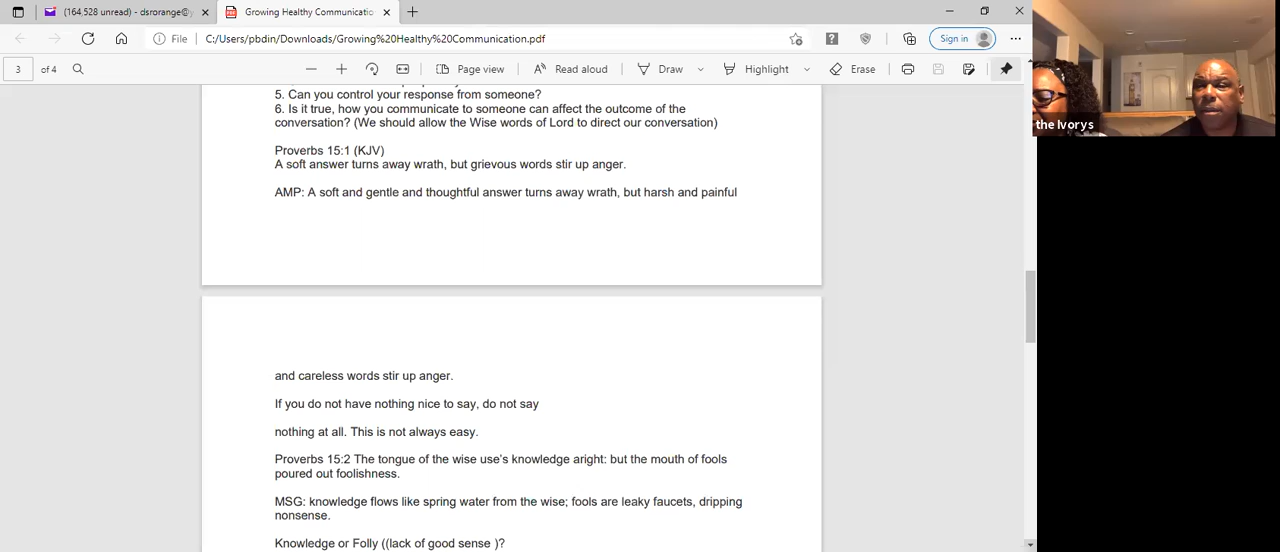 (164,528 unread) - dsrorange@y
Growing Healthy Communicatio
File
C:/Users/pbdin/Downloads/Growing%20Healthy%20Communication.pdf
Sign in
3 of 4
Page view
Read aloud
Draw
Highlight
Erase
the Ivorys
5. Can you control your response from someone?
6. Is it true, how you communicate to someone can affect the outcome of the
conversation? (We should allow the Wise words of Lord to direct our conversation)
Proverbs 15:1 (KJV)
A soft answer turns away wrath, but grievous words stir up anger.
AMP: A soft and gentle and thoughtful answer turns away wrath, but harsh and painful
and careless words stir up anger.
If you do not have nothing nice to say, do not say
nothing at all. This is not always easy.
Proverbs 15:2 The tongue of the wise use's knowledge aright: but the mouth of fools
poured out foolishness.
MSG: knowledge flows like spring water from the wise; fools are leaky faucets, dripping
nonsense.
Knowledge or Folly ((lack of good sense )?